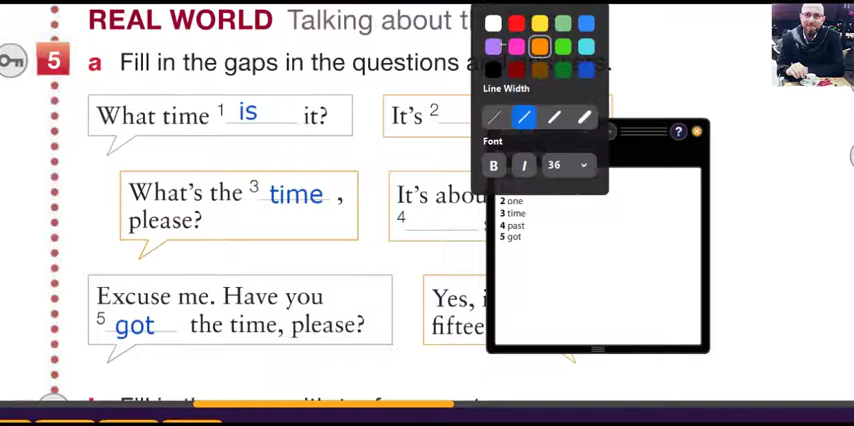 REAL WORLD Talking about
5 a Fill in the gaps in the questions
What time 1 is it?
It's 2
What's the 3 time ,
please?
It's
4
Excuse me. Have you
5 got the time, please?
Yes,
Line Width
Font
B I 36
?
2 one
3 time
4 past
5 got